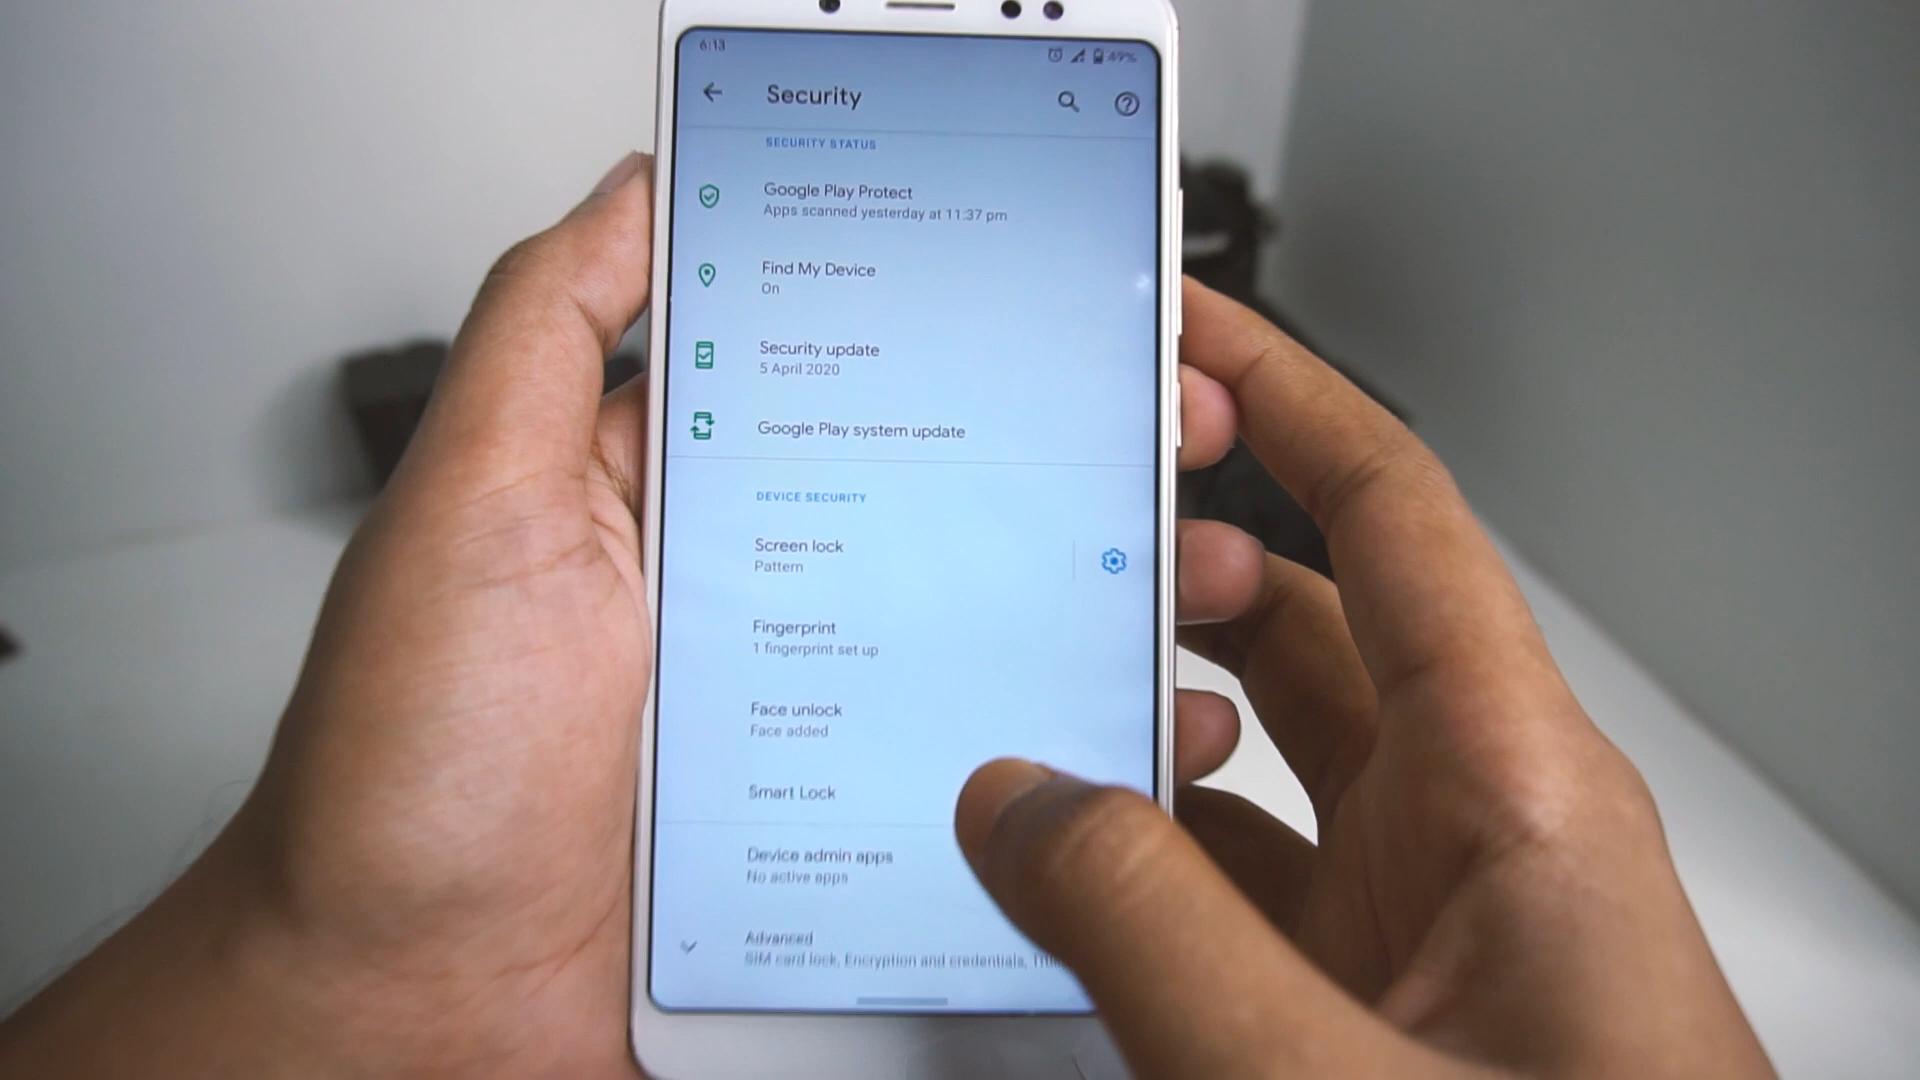 6:13
49%
Security
SECURITY STATUS
Google Play Protect
Apps scanned yesterday at 11:37 pm
Find My Device
On
Security update
5 April 2020
Google Play system update
DEVICE SECURITY
Screen lock
Pattern
Fingerprint
1 fingerprint set up
Face unlock
Face added
Smart Lock
Device admin apps
No active apps
Advanced
SIM card lock, Encryption and credentials,